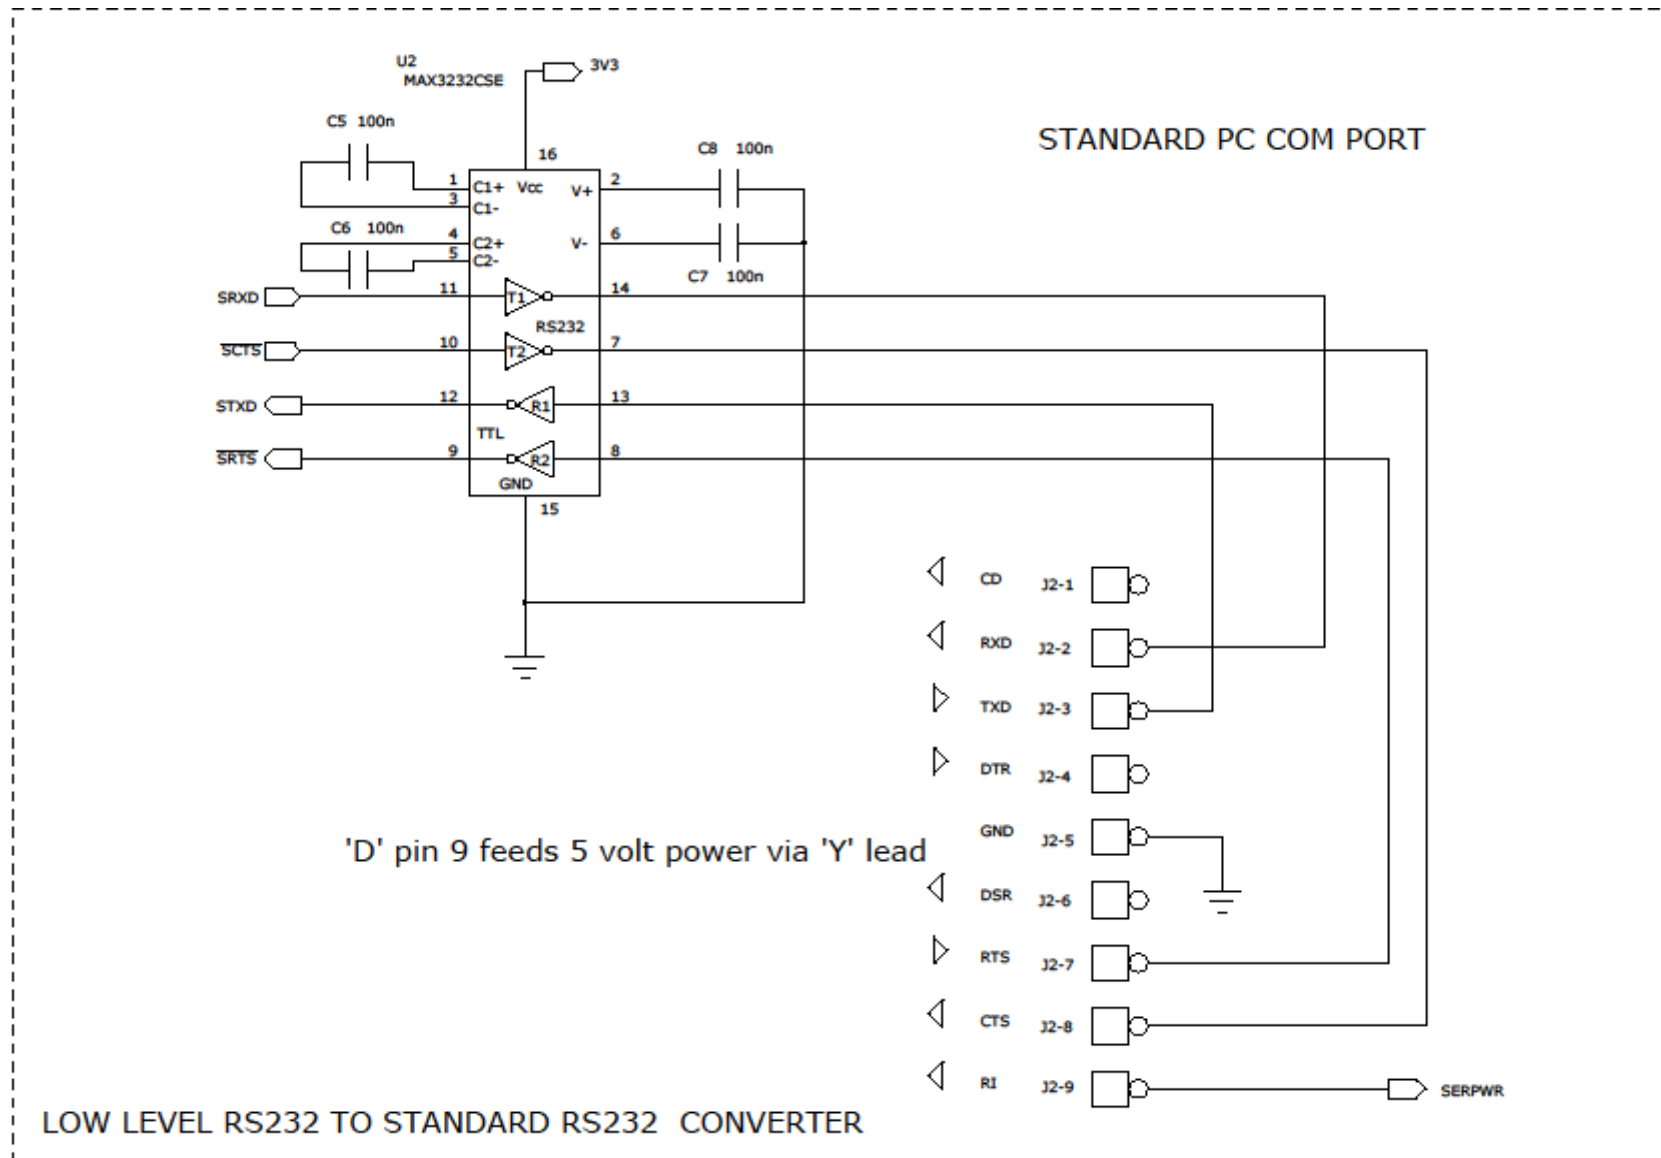 U2
MAX3232CSE
3V3
C5 100n
STANDARD PC COM PORT
C8 100n
16
1 C1+ Vcc V+ 2
3 C1-
C6 100n
4 C2+ V- 6
5 C2-
C7 100n
SRXD 11 T1 14
RS232
SCTS 10 T2 7
STXD 12 R1 13
TTL
SRTS 9 R2 8
GND
15
CD J2-1
RXD J2-2
TXD J2-3
DTR J2-4
GND J2-5
'D' pin 9 feeds 5 volt power via 'Y' lead
DSR J2-6
RTS J2-7
CTS J2-8
RI J2-9 SERPWR
LOW LEVEL RS232 TO STANDARD RS232 CONVERTER